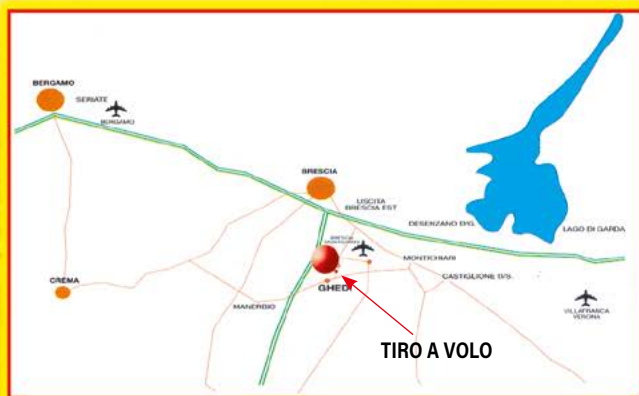 BERGAMO
SERIATE
BERGAMO
BRESCIA
USCITA
BRESCIA EST
DESENZANO D/G.
LAGO DI GARDA
BRESCIA
MONTICHIARI
CASTIGLIONE D/S.
CREMA
GHEDI
MANERBIO
VILLAFRANCA
VERONA
TIRO A VOLO